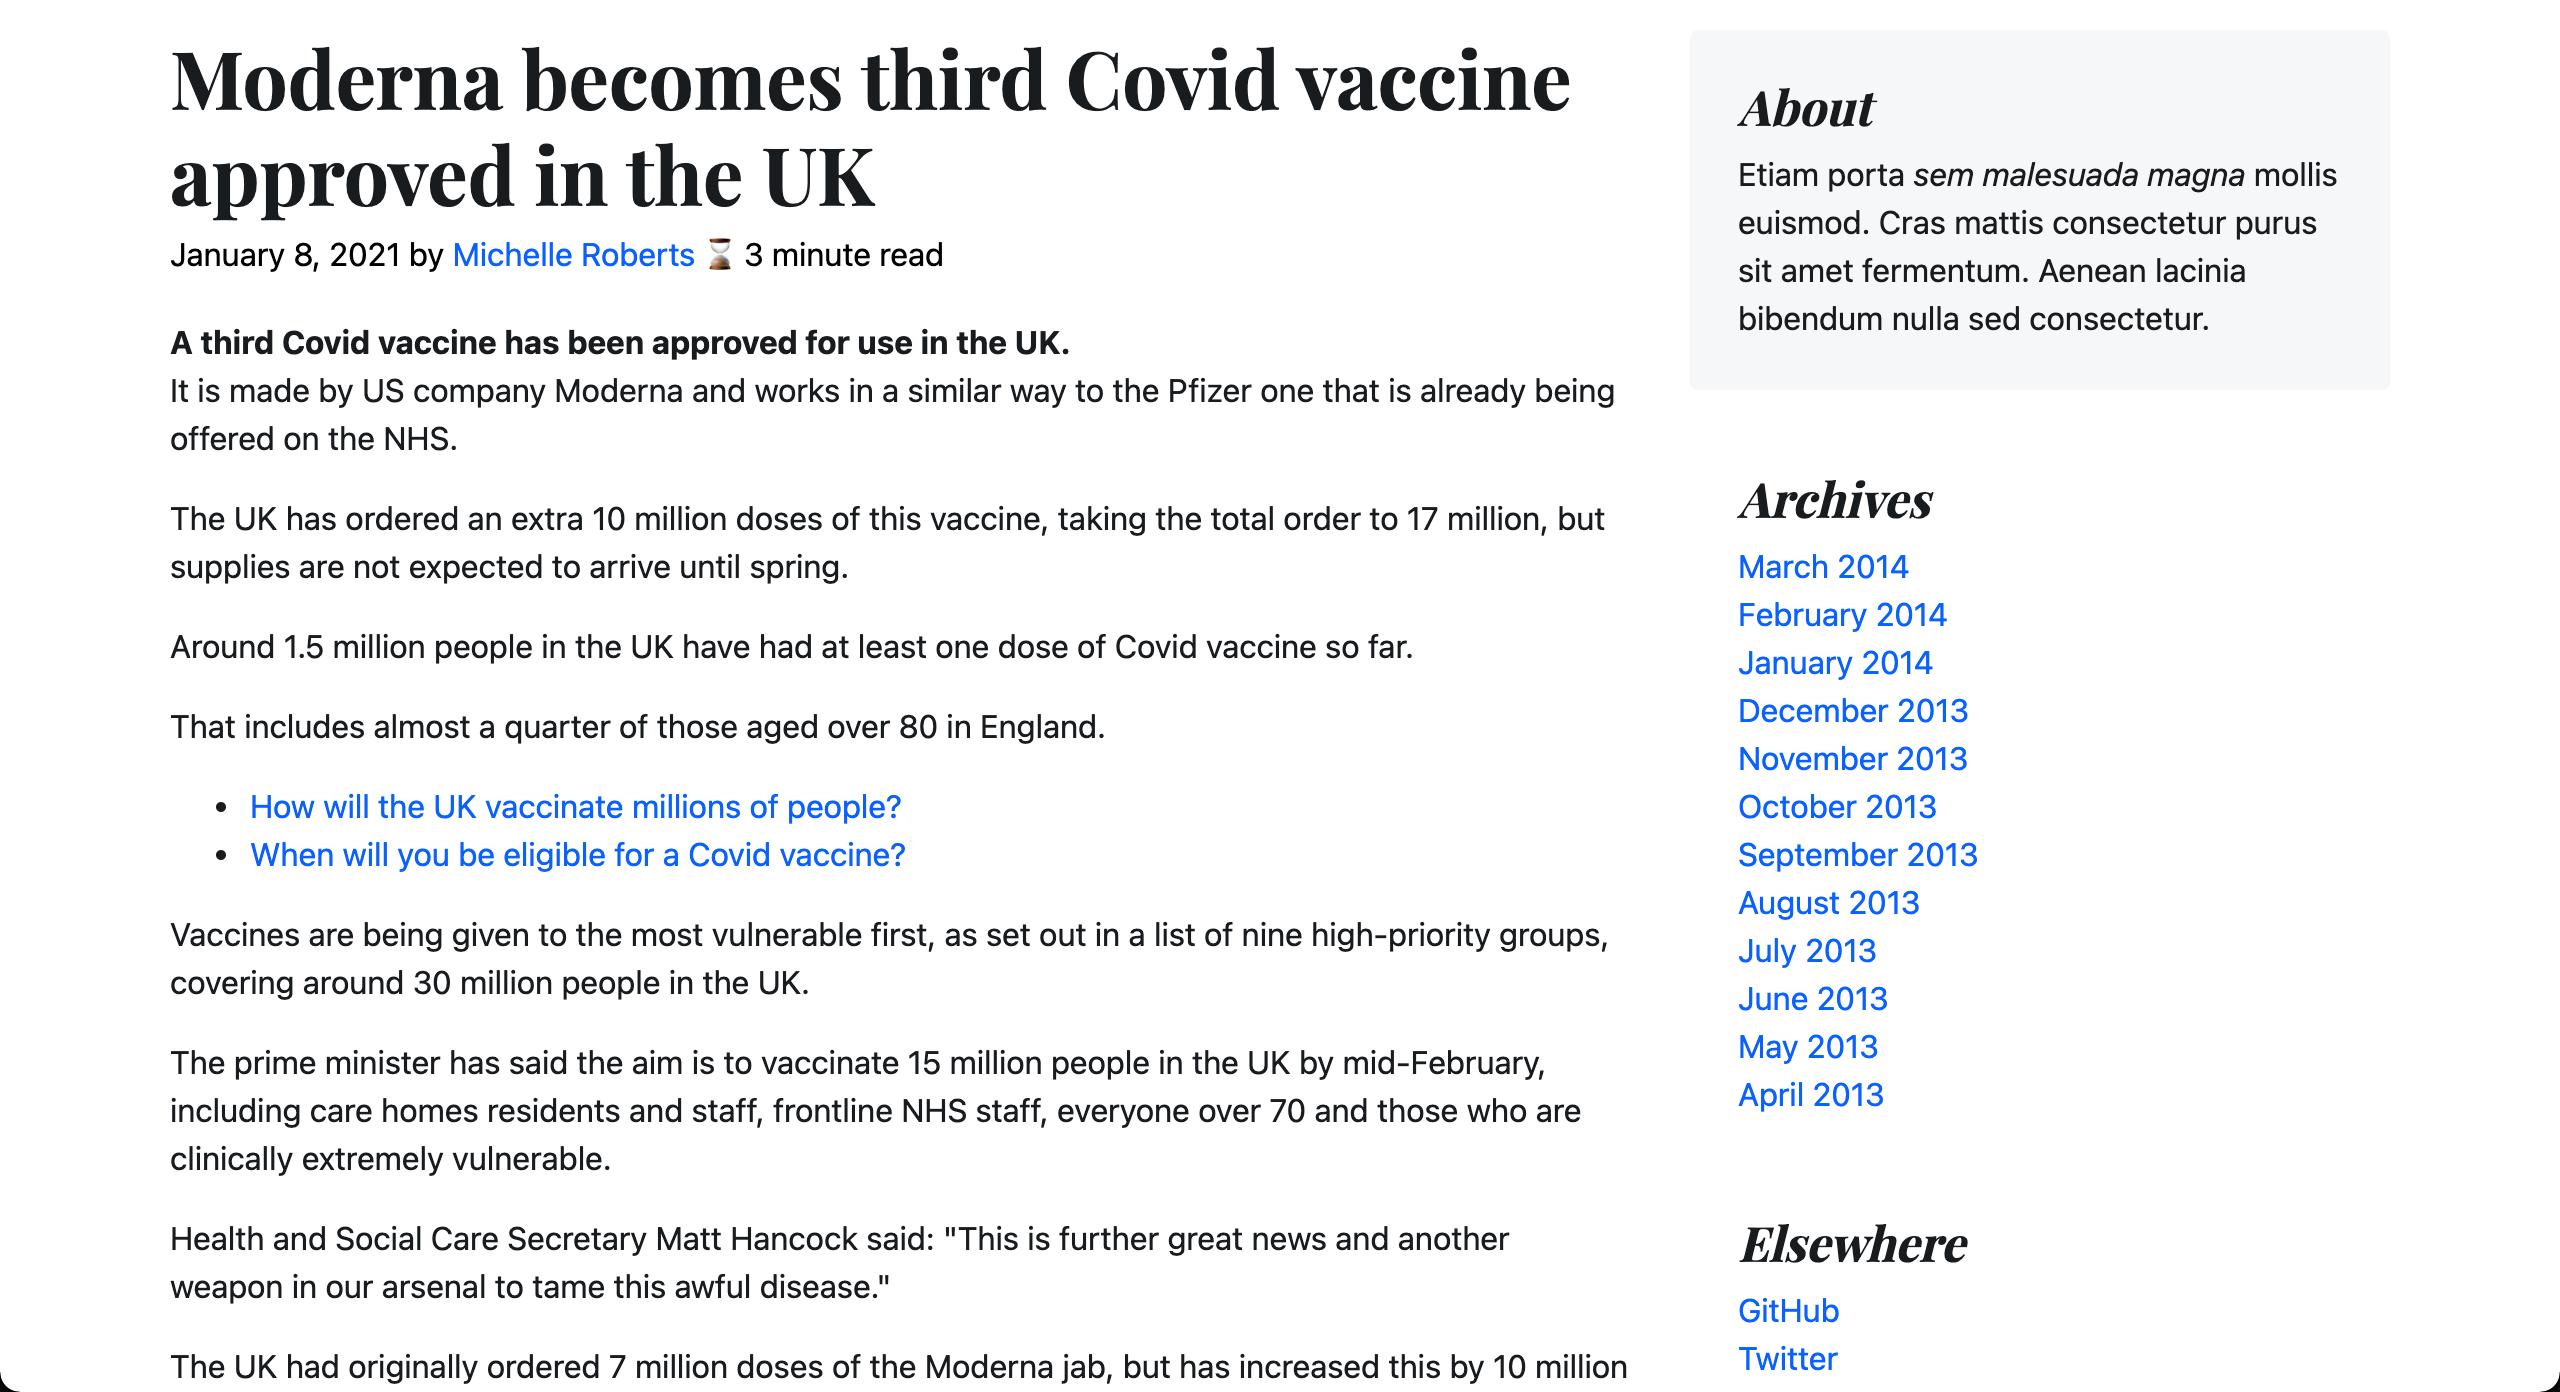 Moderna becomes third Covid vaccine
approved in the UK
January 8, 2021 by Michelle Roberts ⏳ 3 minute read
A third Covid vaccine has been approved for use in the UK.
It is made by US company Moderna and works in a similar way to the Pfizer one that is already being
offered on the NHS.
The UK has ordered an extra 10 million doses of this vaccine, taking the total order to 17 million, but
supplies are not expected to arrive until spring.
Around 1.5 million people in the UK have had at least one dose of Covid vaccine so far.
That includes almost a quarter of those aged over 80 in England.
• How will the UK vaccinate millions of people?
• When will you be eligible for a Covid vaccine?
Vaccines are being given to the most vulnerable first, as set out in a list of nine high-priority groups,
covering around 30 million people in the UK.
The prime minister has said the aim is to vaccinate 15 million people in the UK by mid-February,
including care homes residents and staff, frontline NHS staff, everyone over 70 and those who are
clinically extremely vulnerable.
Health and Social Care Secretary Matt Hancock said: "This is further great news and another
weapon in our arsenal to tame this awful disease."
The UK had originally ordered 7 million doses of the Moderna jab, but has increased this by 10 million
About
Etiam porta sem malesuada magna mollis
euismod. Cras mattis consectetur purus
sit amet fermentum. Aenean lacinia
bibendum nulla sed consectetur.
Archives
March 2014
February 2014
January 2014
December 2013
November 2013
October 2013
September 2013
August 2013
July 2013
June 2013
May 2013
April 2013
Elsewhere
GitHub
Twitter